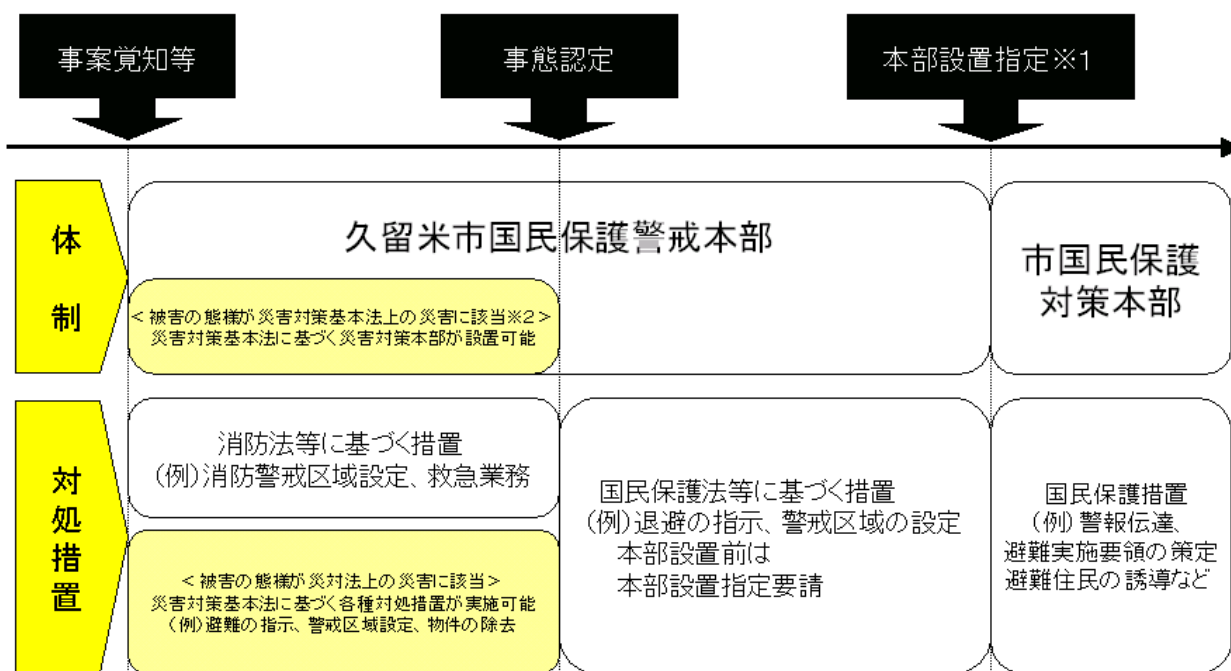 事案覚知等
事態認定
本部設置指定※1
体制
久留米市国民保護警戒本部
<被害の態様が災害対策基本法上の災害に該当※2>
災害対策基本法に基づく災害対策本部が設置可能
市国民保護
対策本部
対処措置
消防法等に基づく措置
(例)消防警戒区域設定、救急業務
<被害の態様が災対法上の災害に該当>
災害対策基本法に基づく各種対処措置が実施可能
(例)避難の指示、警戒区域設定、物件の除去
国民保護法等に基づく措置
(例)退避の指示、警戒区域の設定
本部設置前は
本部設置指定要請
国民保護措置
(例)警報伝達、
避難実施要領の策定
避難住民の誘導など